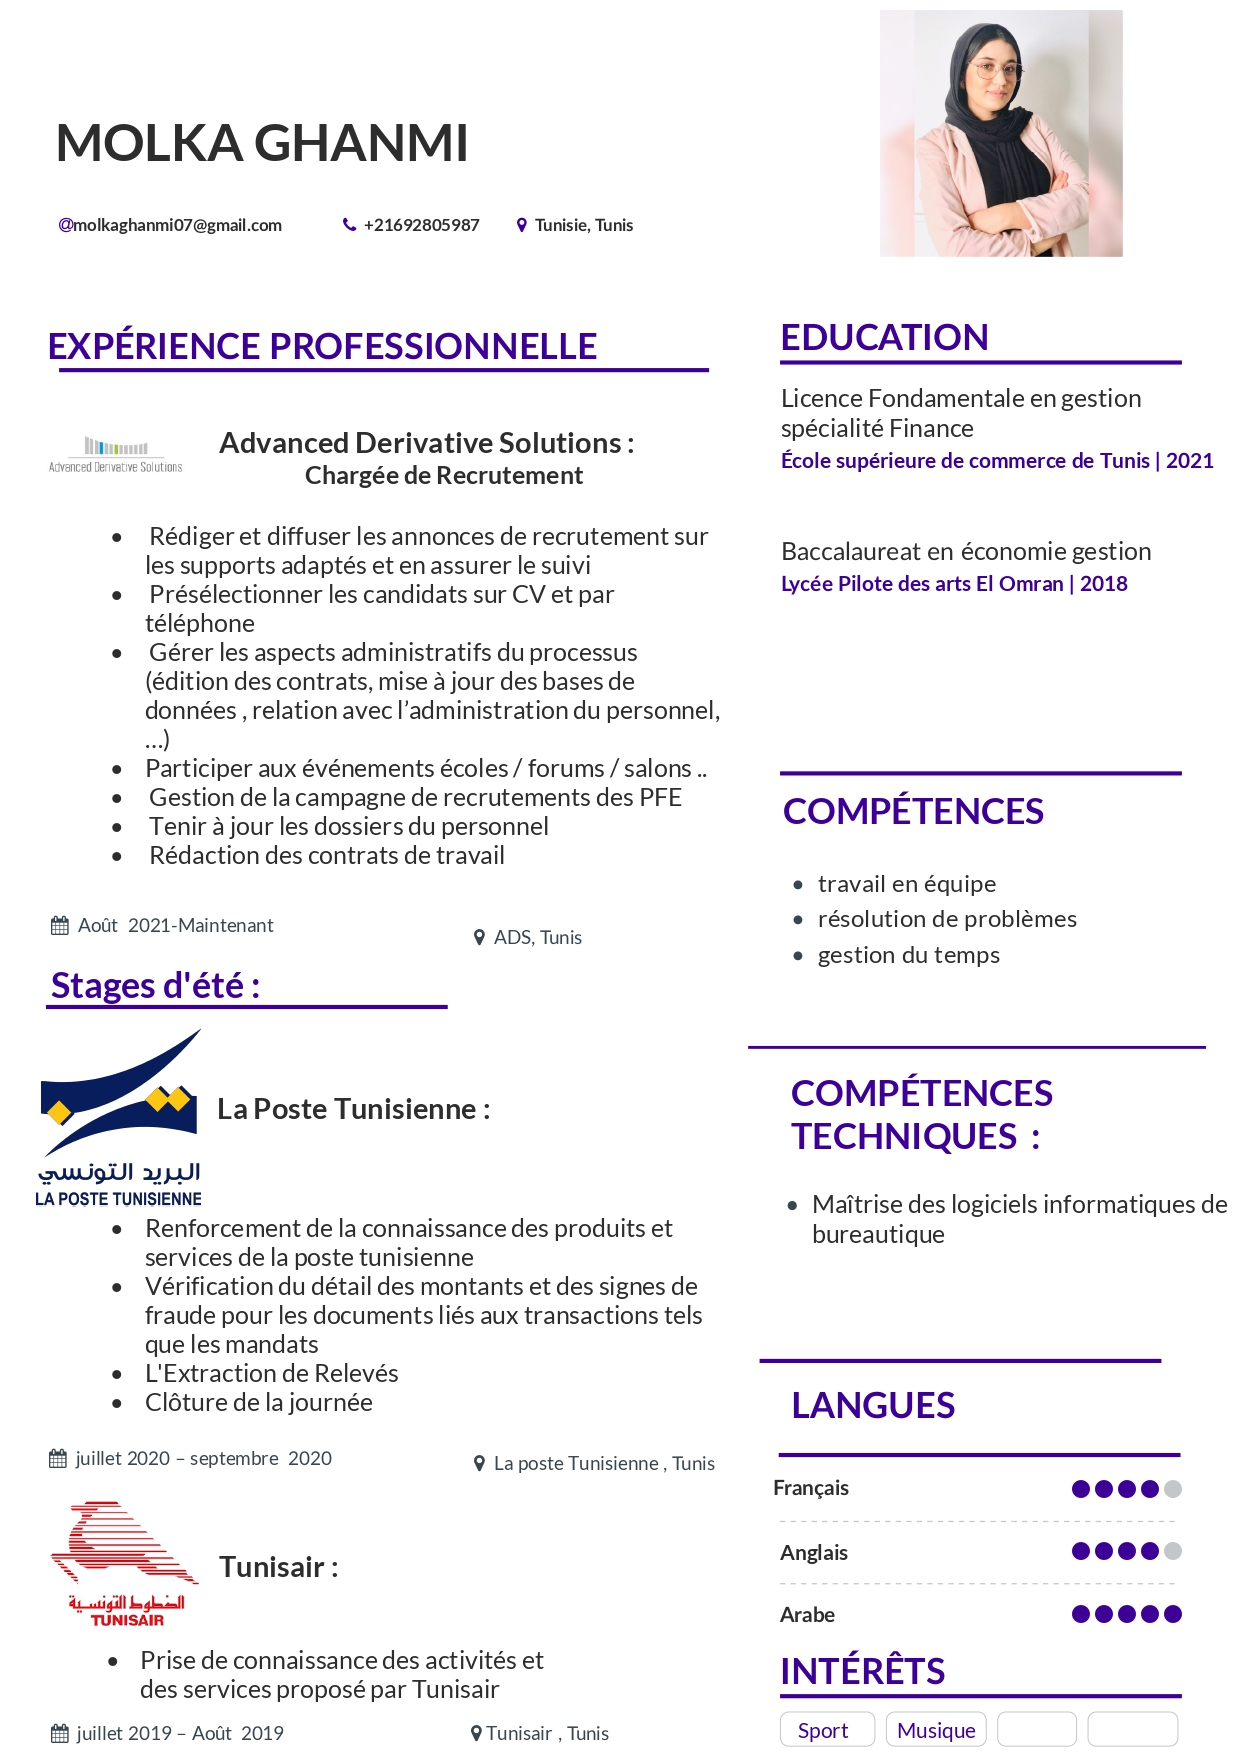 MOLKA GHANMI
@molkaghanmi07@gmail.com
+21692805987
Tunisie, Tunis
EXPÉRIENCE PROFESSIONNELLE
Advanced Derivative Solutions
Advanced Derivative Solutions :
Chargée de Recrutement
• Rédiger et diffuser les annonces de recrutement sur
les supports adaptés et en assurer le suivi
• Présélectionner les candidats sur CV et par
téléphone
• Gérer les aspects administratifs du processus
(édition des contrats, mise à jour des bases de
données , relation avec l’administration du personnel,
…)
• Participer aux événements écoles / forums / salons ..
• Gestion de la campagne de recrutements des PFE
• Tenir à jour les dossiers du personnel
• Rédaction des contrats de travail
Août 2021-Maintenant
ADS, Tunis
Stages d'été :
البريد التونسي
LA POSTE TUNISIENNE
La Poste Tunisienne :
• Renforcement de la connaissance des produits et
services de la poste tunisienne
• Vérification du détail des montants et des signes de
fraude pour les documents liés aux transactions tels
que les mandats
• L'Extraction de Relevés
• Clôture de la journée
juillet 2020 – septembre 2020
La poste Tunisienne , Tunis
الخطوط التونسية
TUNISAIR
Tunisair :
• Prise de connaissance des activités et
des services proposé par Tunisair
juillet 2019 – Août 2019
Tunisair , Tunis
EDUCATION
Licence Fondamentale en gestion
spécialité Finance
École supérieure de commerce de Tunis | 2021
Baccalaureat en économie gestion
Lycée Pilote des arts El Omran | 2018
COMPÉTENCES
• travail en équipe
• résolution de problèmes
• gestion du temps
COMPÉTENCES
TECHNIQUES :
• Maîtrise des logiciels informatiques de
bureautique
LANGUES
Français
Anglais
Arabe
INTÉRÊTS
Sport
Musique